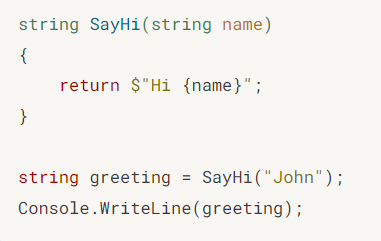 string SayHi(string name)
{
    return $"Hi {name}";
}

string greeting = SayHi("John");
Console.WriteLine(greeting);